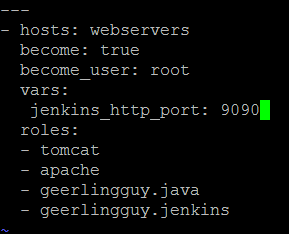 ---
- hosts: webservers
  become: true
  become_user: root
  vars:
   jenkins_http_port: 9090
  roles:
  - tomcat
  - apache
  - geerlingguy.java
  - geerlingguy.jenkins
~